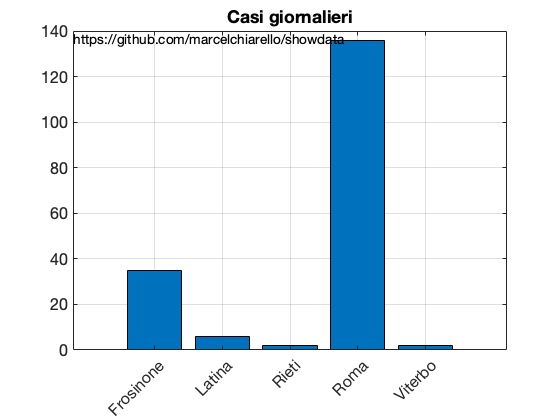 Casi giornalieri
https://github.com/marcelchiarello/showdata
140
120
100
80
60
40
20
0
Frosinone
Latina
Rieti
Roma
Viterbo